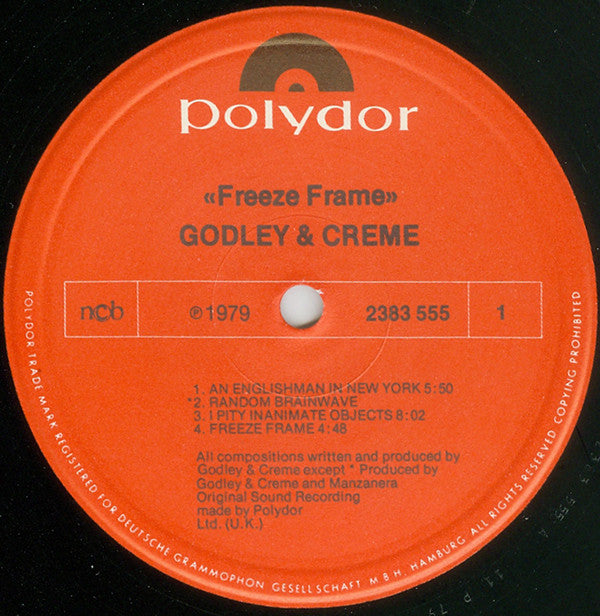 polydor
«Freeze Frame»
GODLEY & CREME
ncb
℗1979
2383 555
1
1. AN ENGLISHMAN IN NEW YORK 5:50
*2. RANDOM BRAINWAVE
3. I PITY INANIMATE OBJECTS 8:02
4. FREEZE FRAME 4:48
All compositions written and produced by
Godley & Creme except * Produced by
Godley & Creme and Manzanera
Original Sound Recording
made by Polydor
Ltd. (U.K.)
POLYDOR TRADE MARK REGISTERED FOR DEUTSCHE GRAMMOPHON GESELLSCHAFT MBH, HAMBURG ALL RIGHTS RESERVED COPYING PROHIBITED